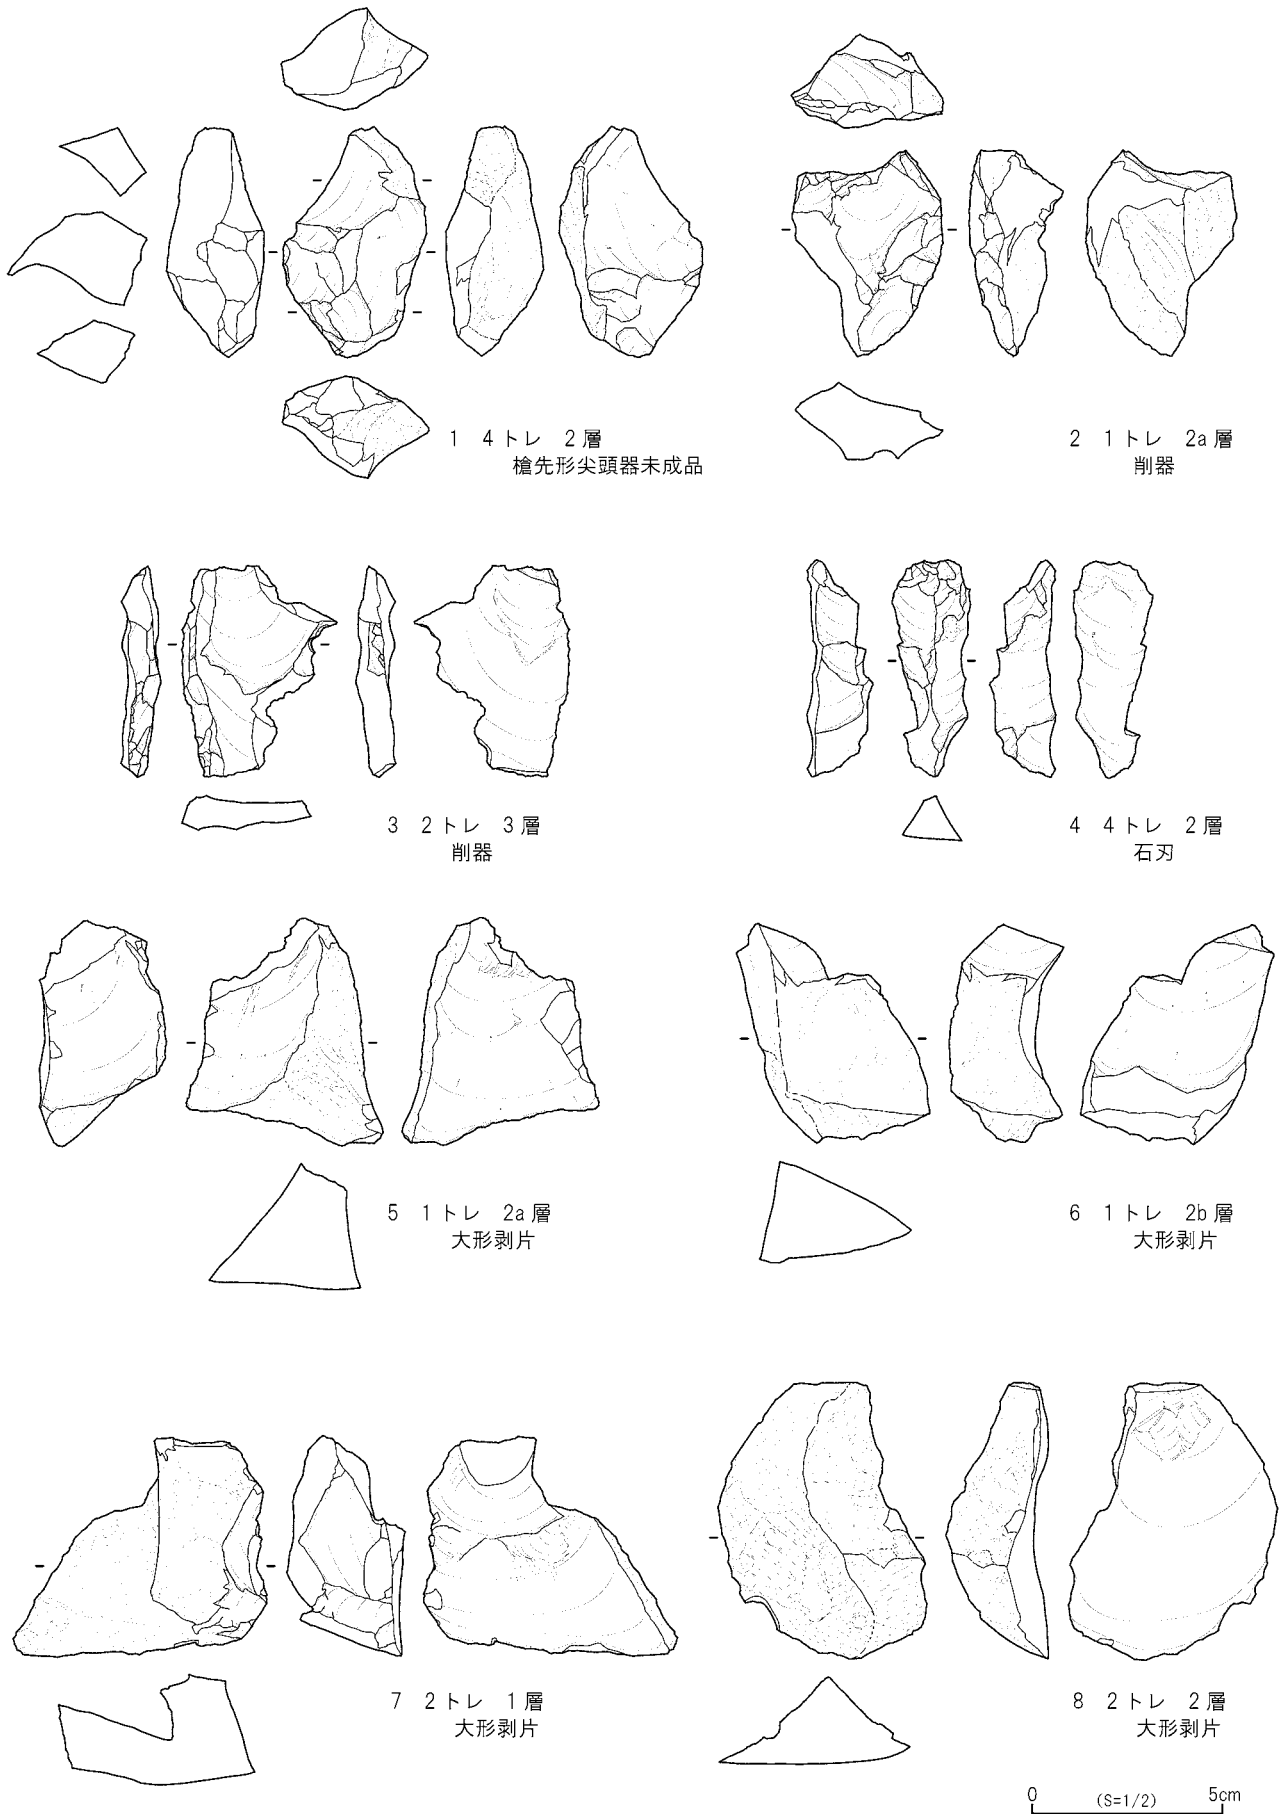 1 4トレ 2層
槍先形尖頭器未成品
2 1トレ 2a層
削器
3 2トレ 3層
削器
4 4トレ 2層
石刃
5 1トレ 2a層
大形剥片
6 1トレ 2b層
大形剥片
7 2トレ 1層
大形剥片
8 2トレ 2層
大形剥片
0 (S=1/2) 5cm